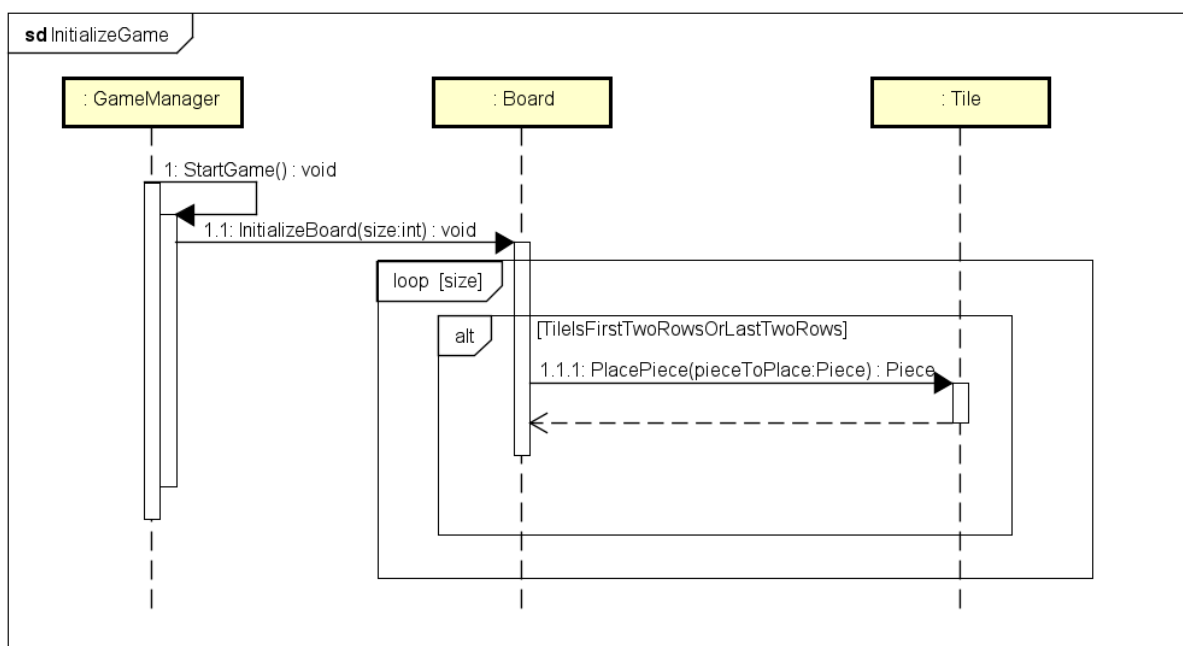 sd InitializeGame
: GameManager
: Board
: Tile
1: StartGame() : void
1.1: InitializeBoard(size:int) : void
loop [size]
alt [TileIsFirstTwoRowsOrLastTwoRows]
1.1.1: PlacePiece(pieceToPlace:Piece) : Piece